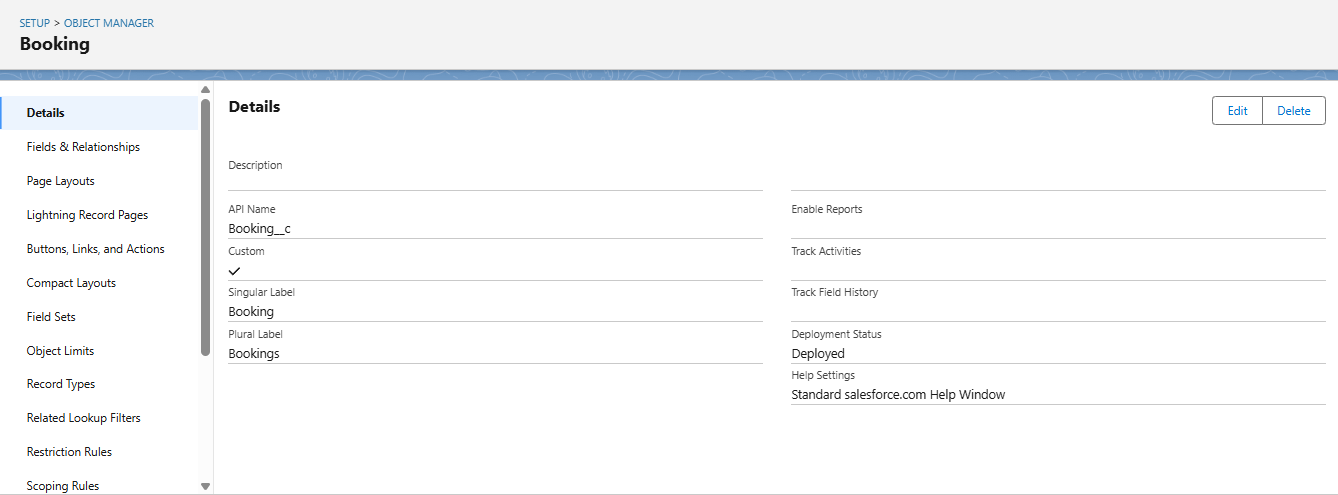 SETUP > OBJECT MANAGER
Booking
Details
Fields & Relationships
Page Layouts
Lightning Record Pages
Buttons, Links, and Actions
Compact Layouts
Field Sets
Object Limits
Record Types
Related Lookup Filters
Restriction Rules
Scoping Rules
Details
Edit
Delete
Description
API Name
Booking__c
Custom
Singular Label
Booking
Plural Label
Bookings
Enable Reports
Track Activities
Track Field History
Deployment Status
Deployed
Help Settings
Standard salesforce.com Help Window